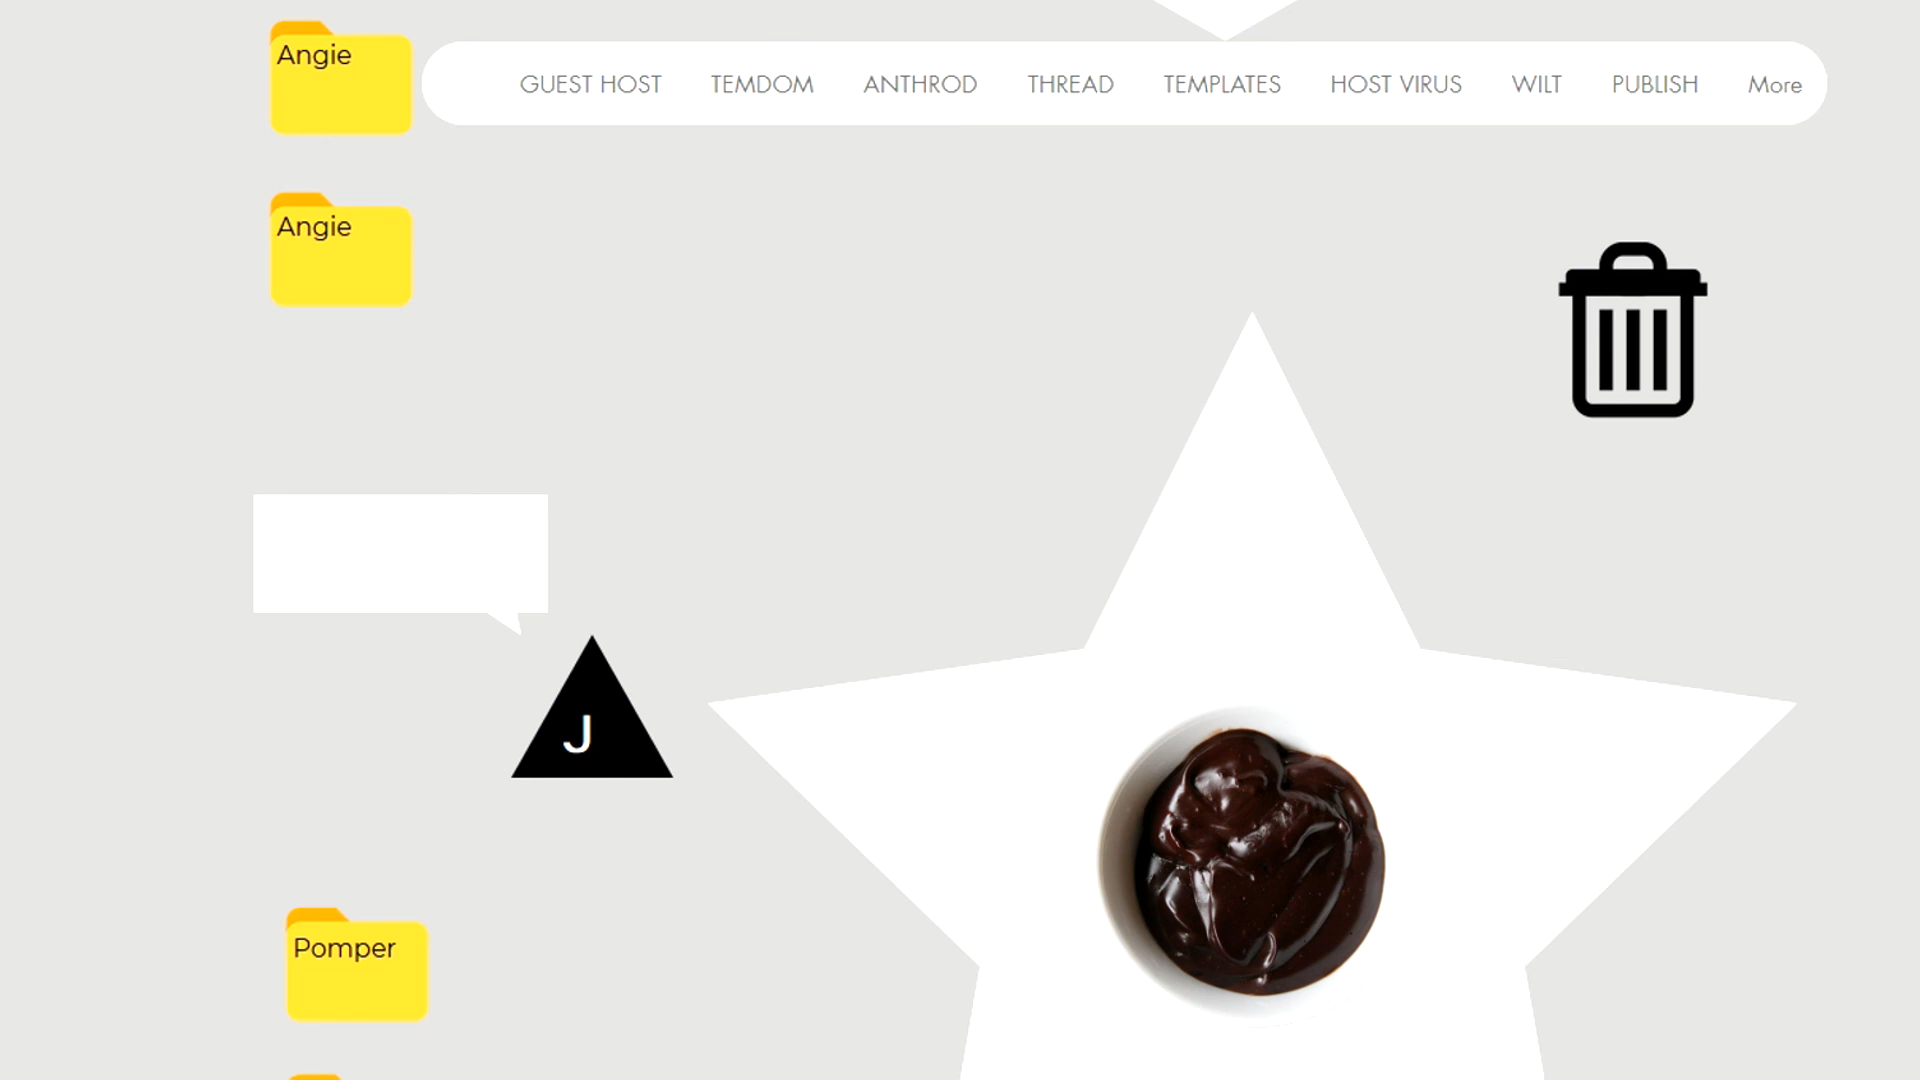 Angie
GUEST HOST TEMDOM ANTHROD THREAD TEMPLATES HOST VIRUS WILT PUBLISH More
Angie
J
Pomper